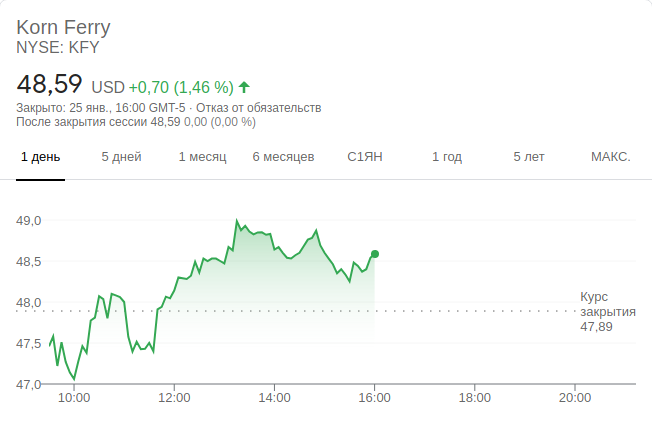 Korn Ferry
NYSE: KFY
48,59 USD +0,70 (1,46 %)
Закрыто: 25 янв., 16:00 GMT-5 · Отказ от обязательств
После закрытия сессии 48,59 0,00 (0,00 %)
1 день 5 дней 1 месяц 6 месяцев С1ЯН 1 год 5 лет МАКС.
49,0
48,5
48,0
47,5
47,0
Курс
закрытия
47,89
10:00 12:00 14:00 16:00 18:00 20:00